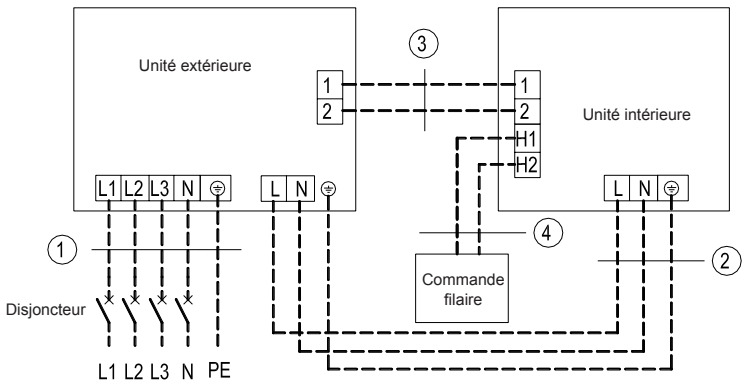 Unité extérieure
3
1
2
1
2
H1
H2
Unité intérieure
L1 L2 L3 N
L N
L N
1
4
2
Commande
filaire
Disjoncteur
L1 L2 L3 N PE